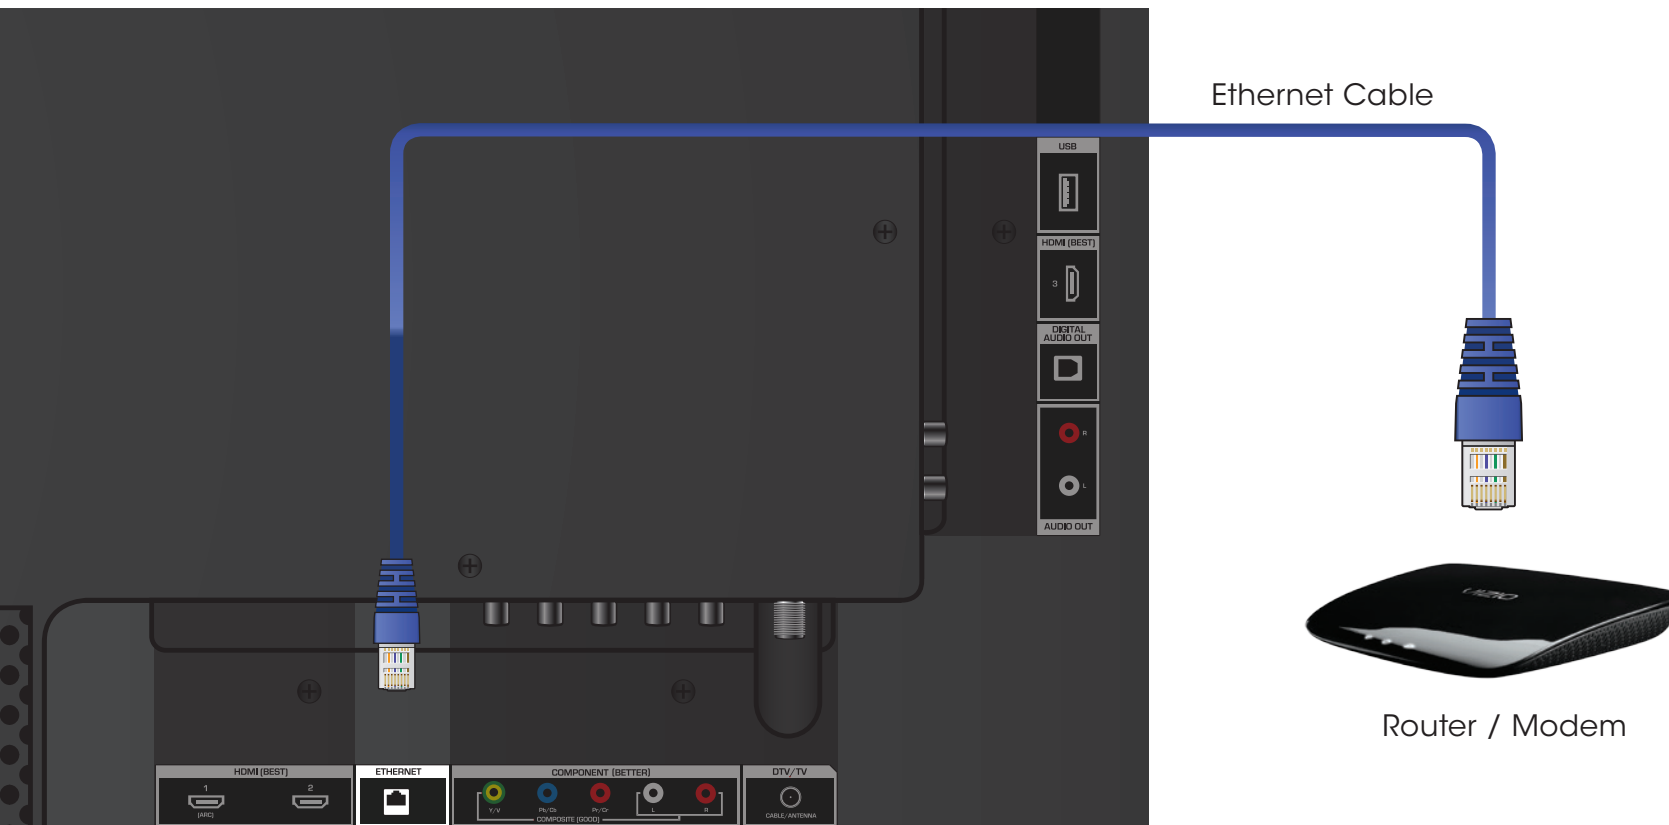 Ethernet Cable
USB
HDMI (BEST)
3
DIGITAL
AUDIO OUT
R
L
AUDIO OUT
VIZIO
Router / Modem
HDMI (BEST)
1
2
(ARC)
ETHERNET
COMPONENT (BETTER)
Y/V
Pb/Cb
Pr/Cr
L
R
COMPOSITE (GOOD)
DTV/TV
CABLE/ANTENNA